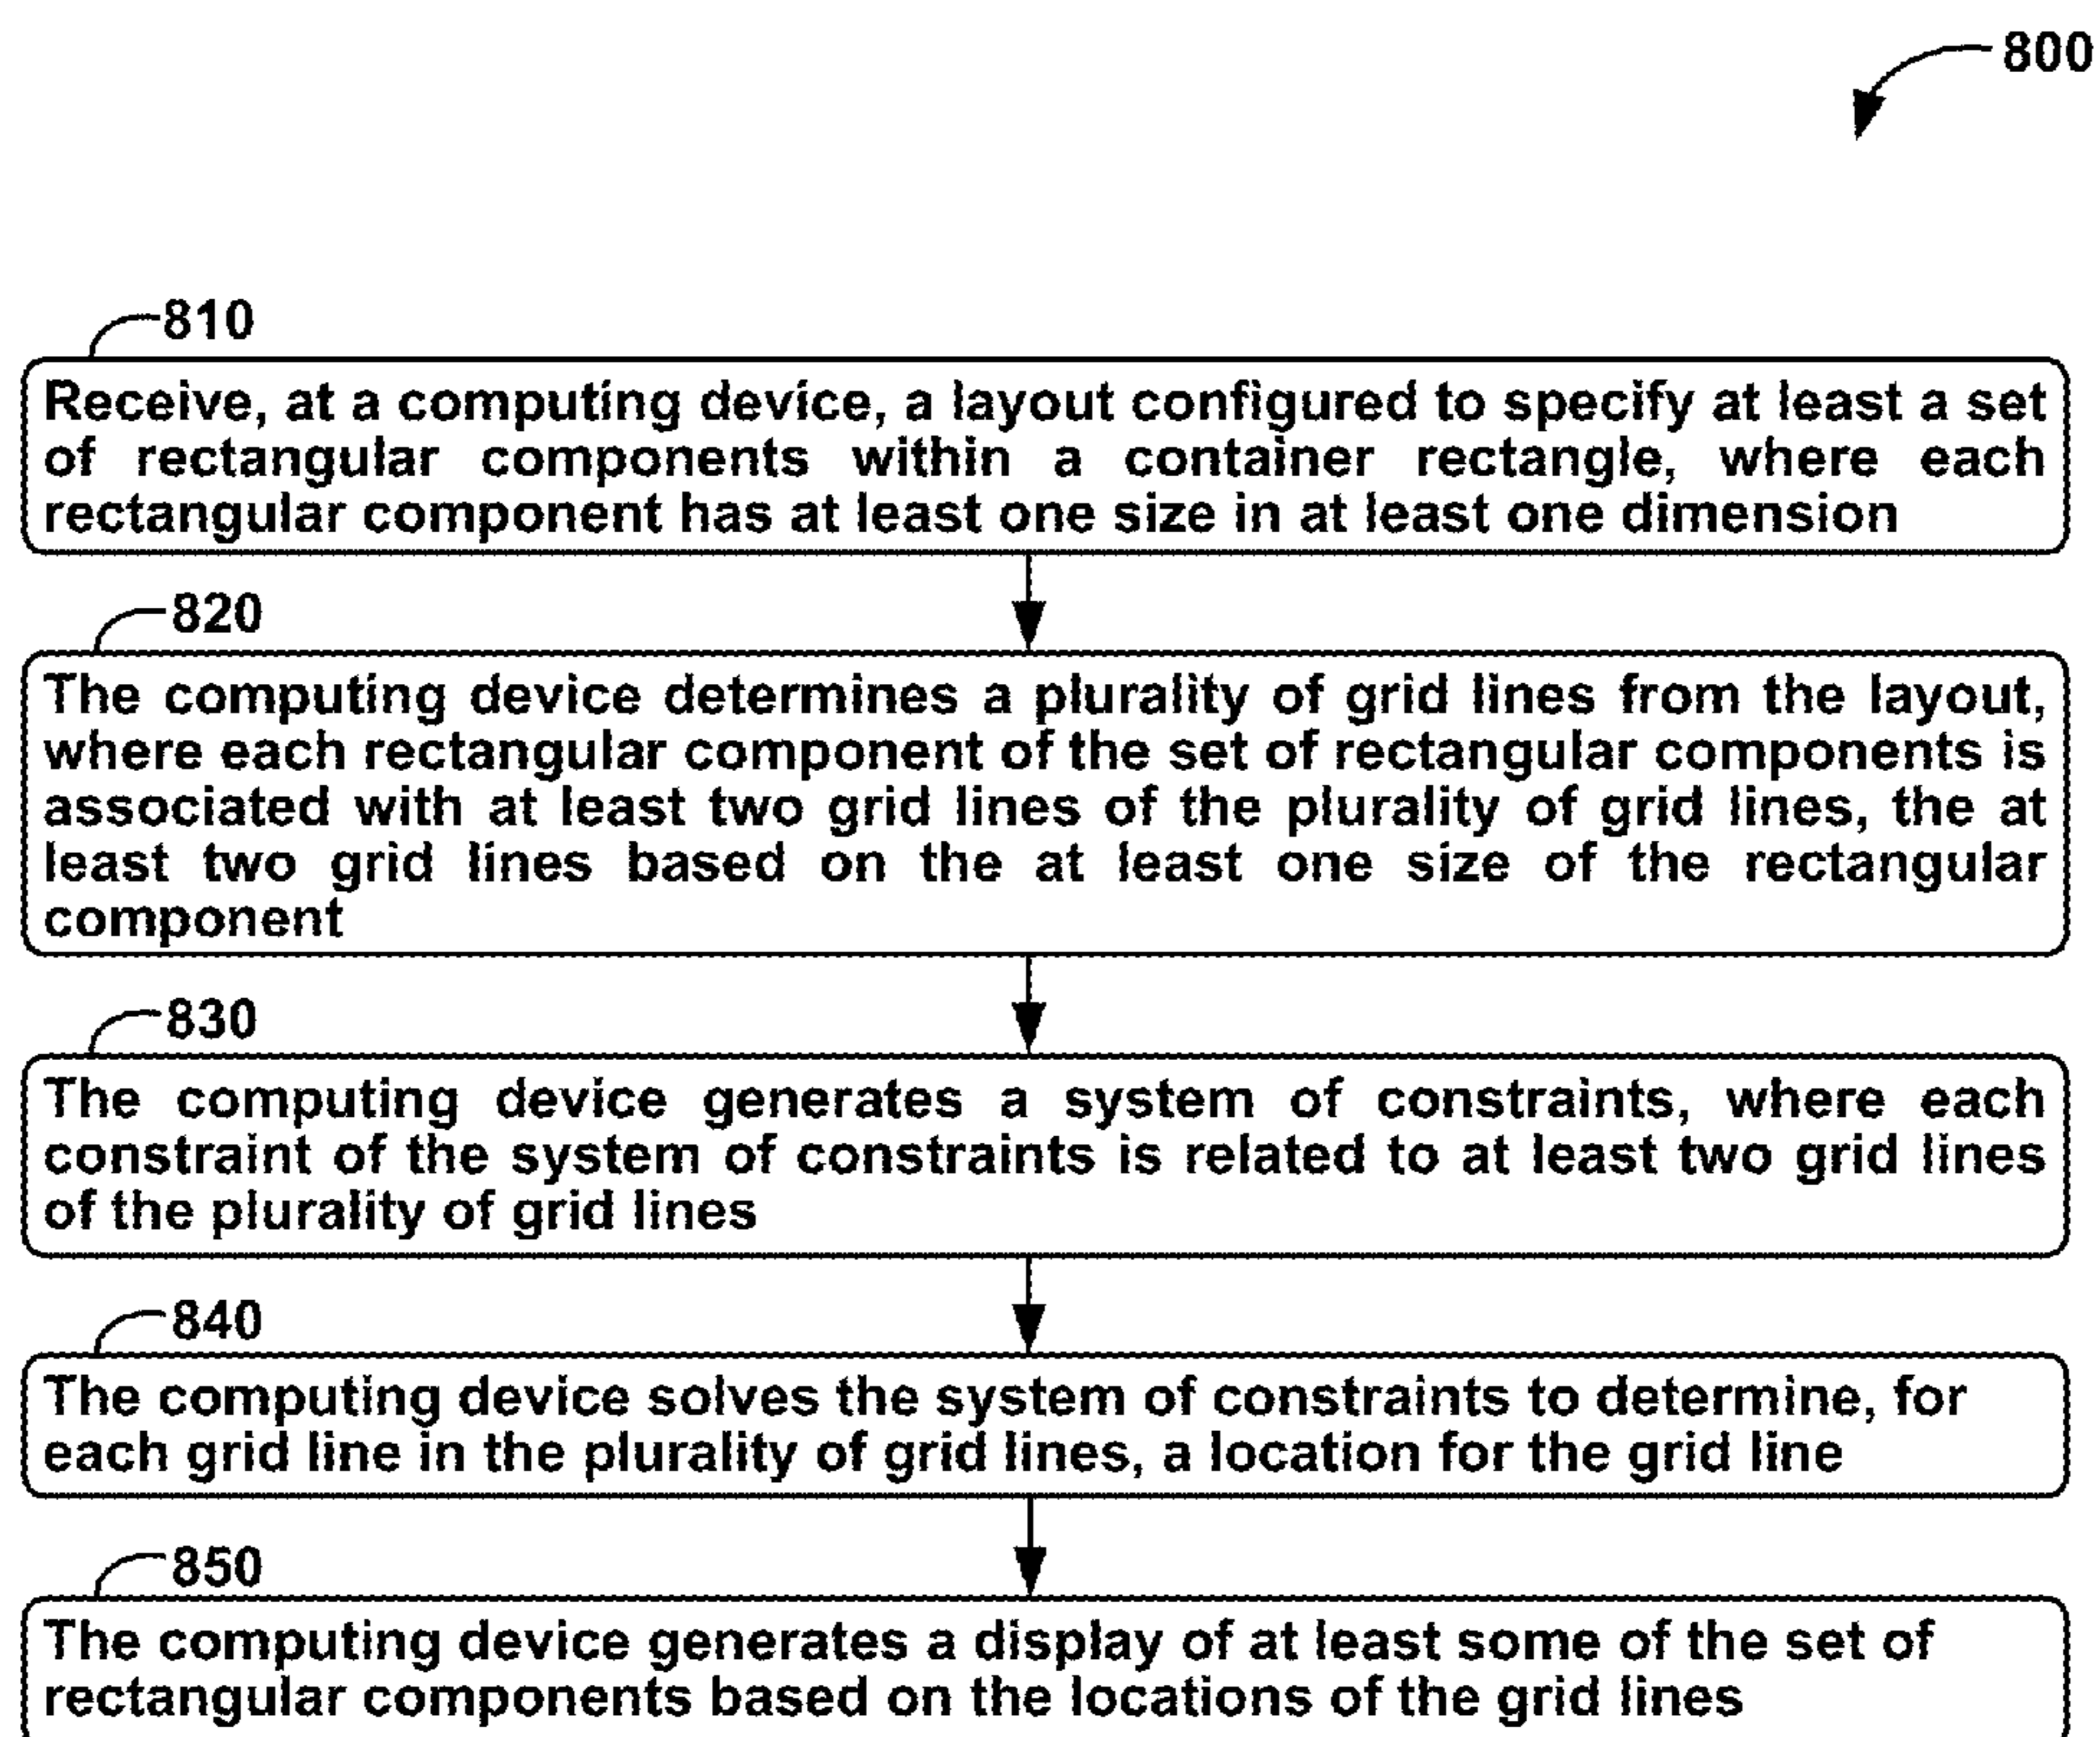 800
810
Receive, at a computing device, a layout configured to specify at least a set
of rectangular components within a container rectangle, where each
rectangular component has at least one size in at least one dimension
820
The computing device determines a plurality of grid lines from the layout,
where each rectangular component of the set of rectangular components is
associated with at least two grid lines of the plurality of grid lines, the at
least two grid lines based on the at least one size of the rectangular
component
830
The computing device generates a system of constraints, where each
constraint of the system of constraints is related to at least two grid lines
of the plurality of grid lines
840
The computing device solves the system of constraints to determine, for
each grid line in the plurality of grid lines, a location for the grid line
850
The computing device generates a display of at least some of the set of
rectangular components based on the locations of the grid lines